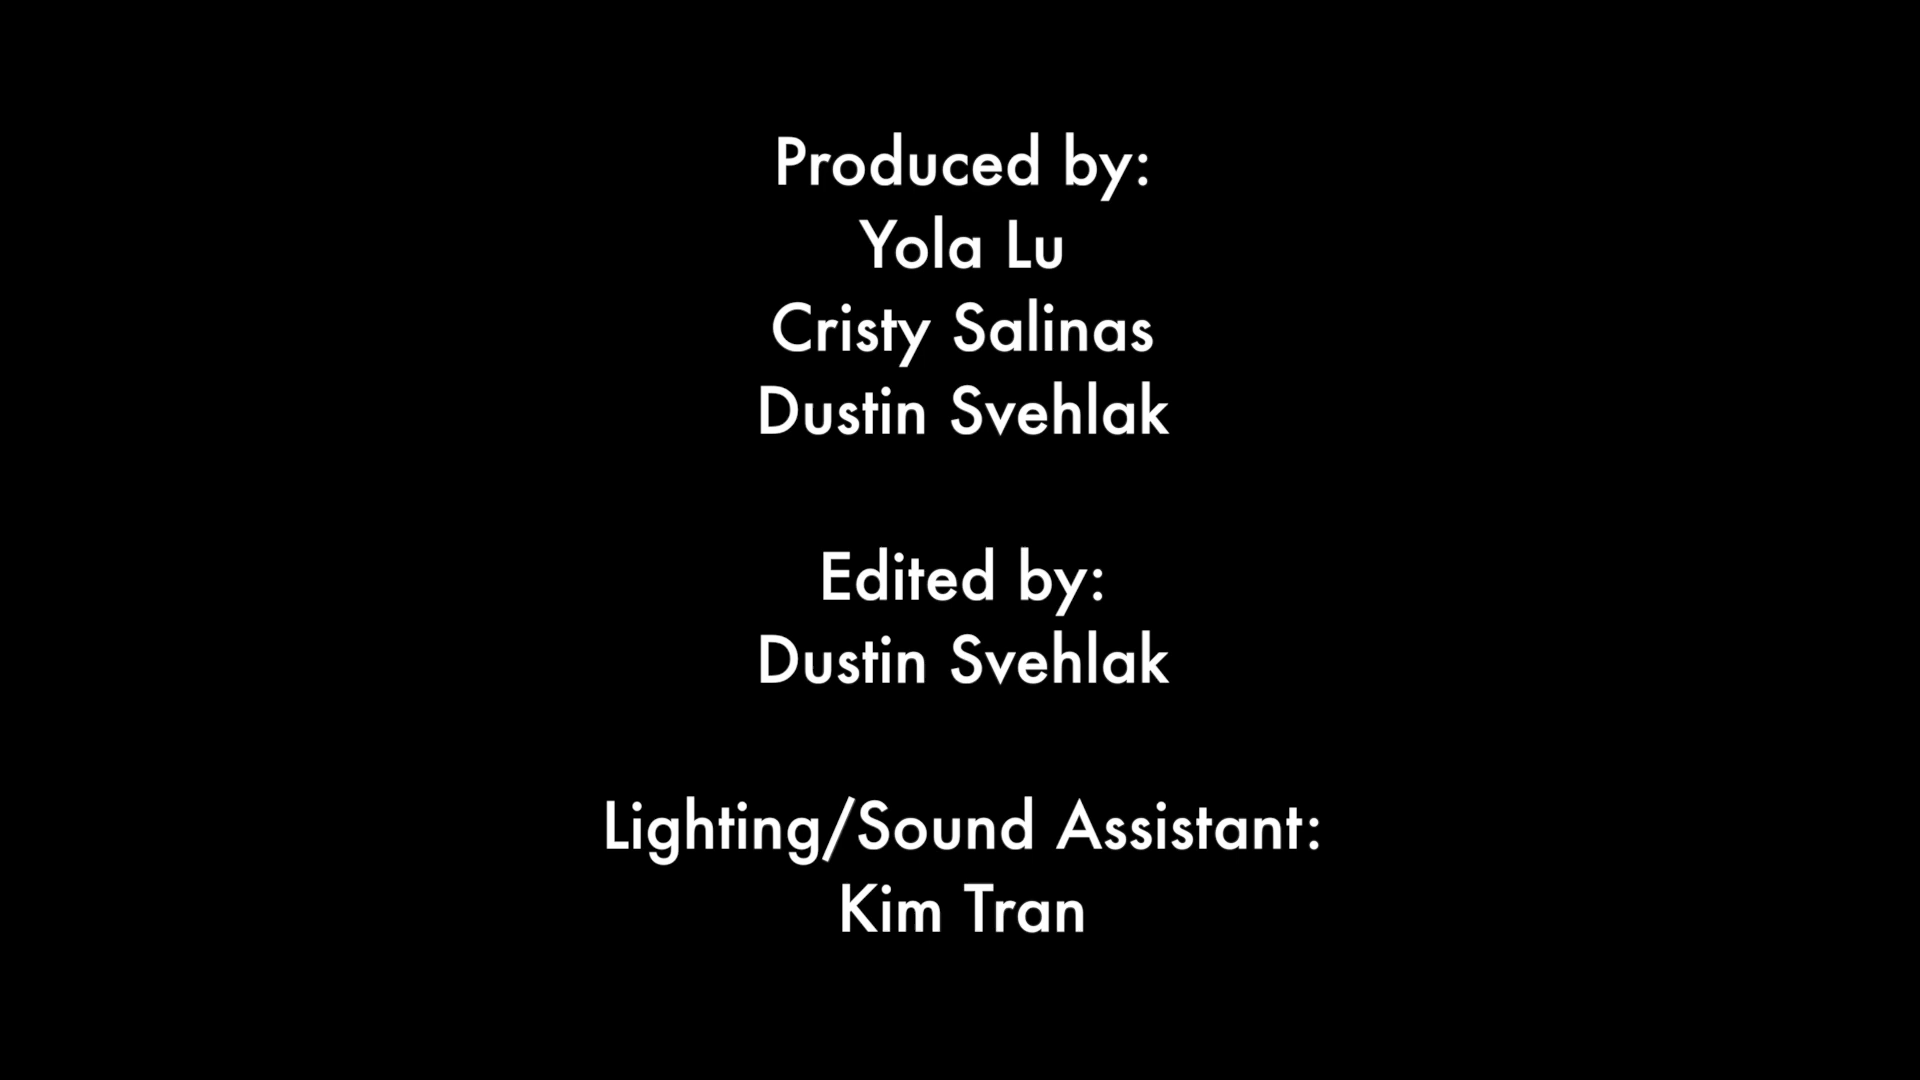 Produced by:
Yola Lu
Cristy Salinas
Dustin Svehlak
Edited by:
Dustin Svehlak
Lighting/Sound Assistant:
Kim Tran